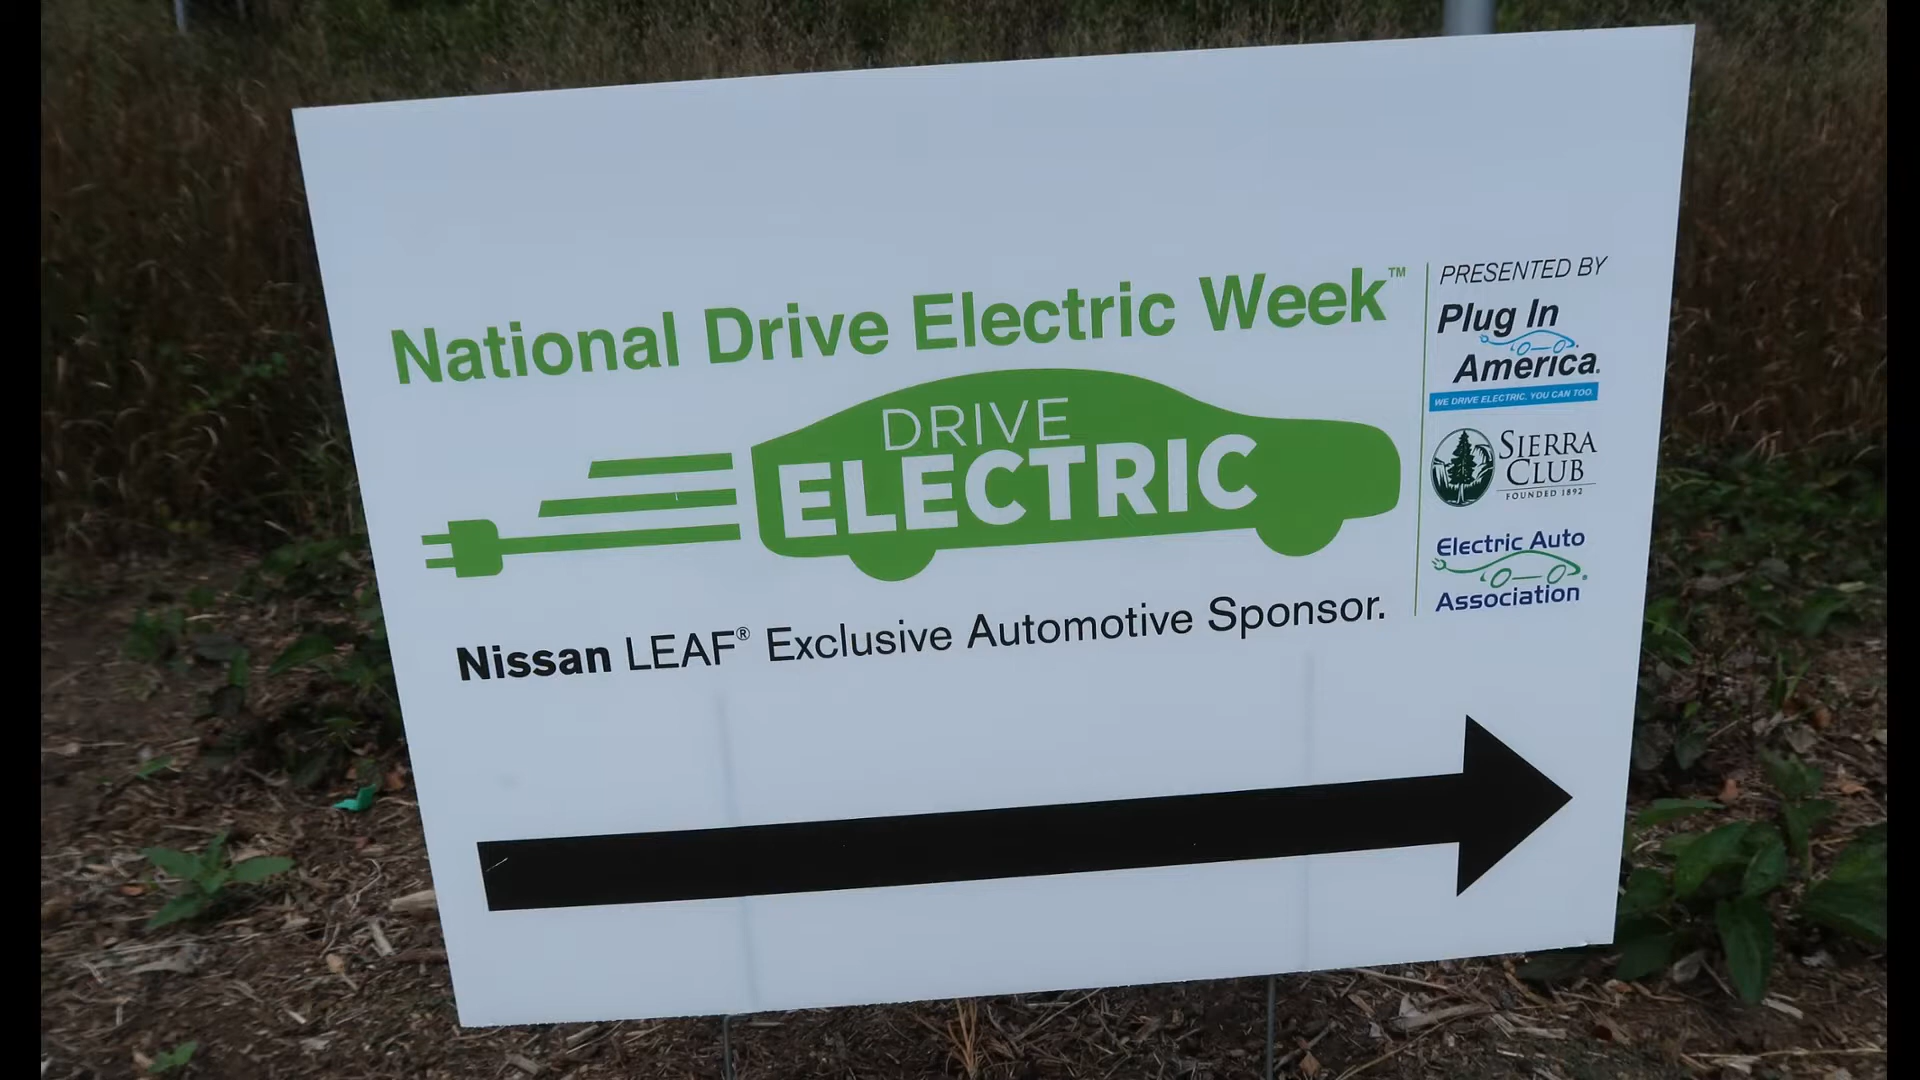 National Drive Electric Week™
DRIVE
ELECTRIC
Nissan LEAF® Exclusive Automotive Sponsor.
PRESENTED BY
Plug In
America.
WE DRIVE ELECTRIC. YOU CAN TOO.
SIERRA
CLUB
FOUNDED 1892
Electric Auto
Association